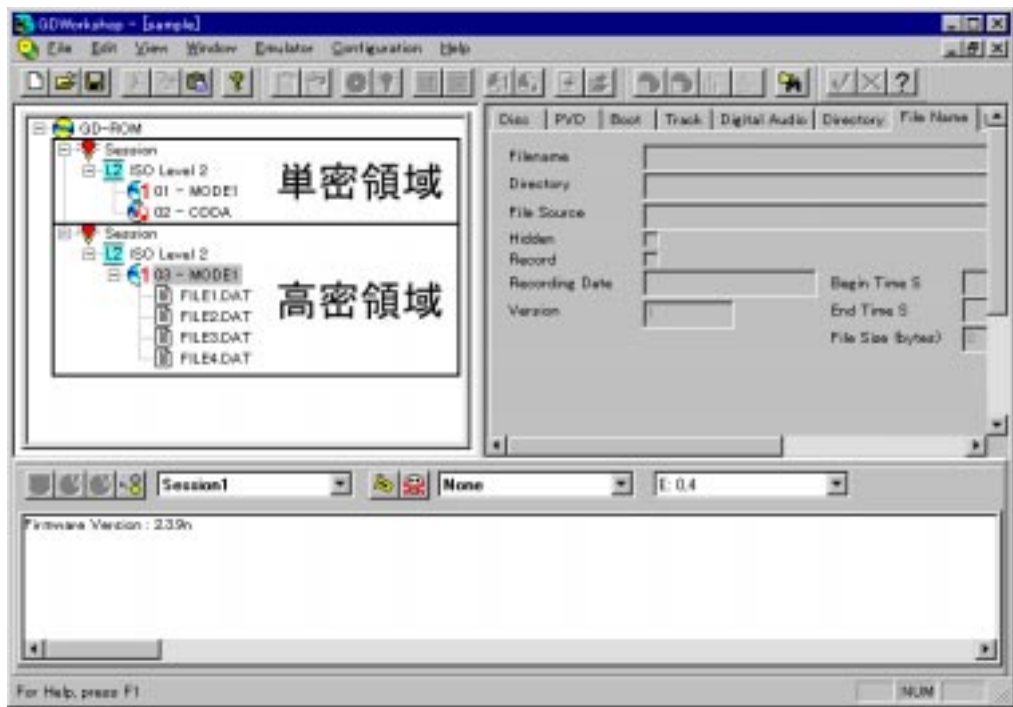 GDWorkshop - [sample]
File Edit View Window Emulator Configuration Help
GD-ROM
Session
L2 ISO Level 2
01 - MODE1
02 - CDDA
単密領域
Session
L2 ISO Level 2
03 - MODE1
FILE1.DAT
FILE2.DAT
FILE3.DAT
FILE4.DAT
高密領域
Disc PVD Boot Track Digital Audio Directory File Name
Filename
Directory
File Source
Hidden
Record
Recording Date
Version
Begin Time S
End Time S
File Size (bytes)
Session1
None
E: 0,4
Firmware Version : 2.3.9n
For Help, press F1
NUM